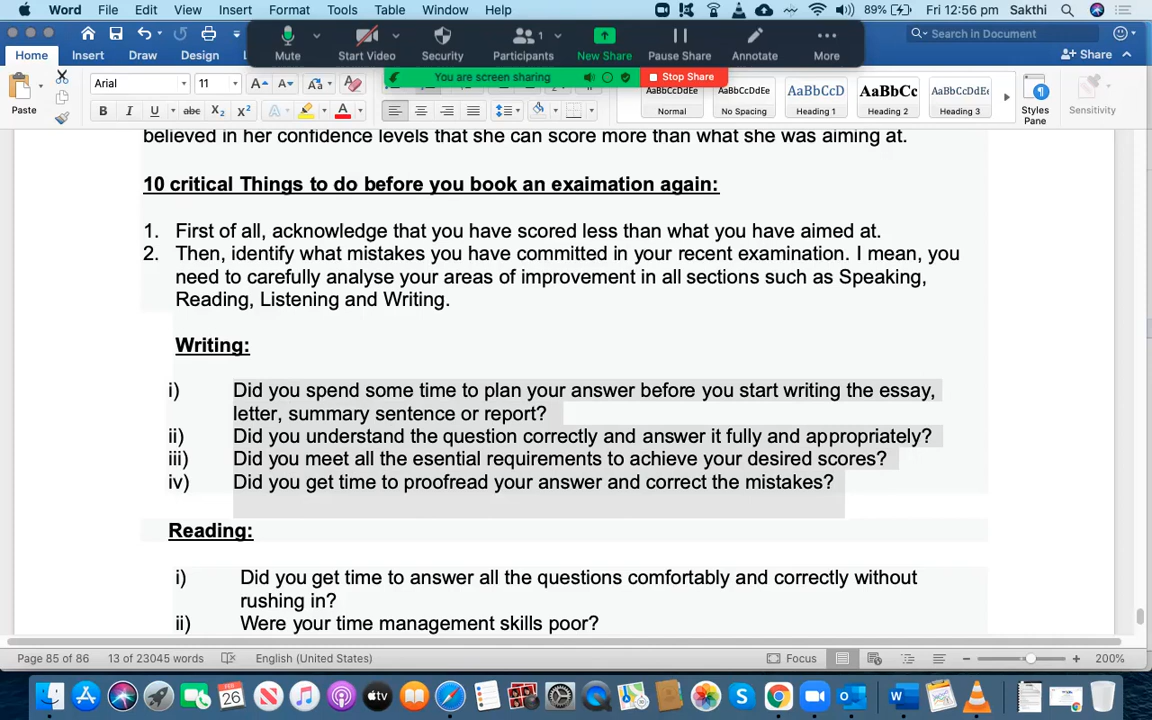 Word File Edit View Insert Format Tools Table Window Help 89% Fri 12:56 pm Sakthi
Search in Document
Mute Start Video Security Participants 1 New Share Pause Share Annotate More
You are screen sharing Stop Share
Home Insert Draw Design Share
Paste Arial 11
AaBbCcDdEe AaBbCcDdEe AaBbCcD AaBbCc AaBbCcDdEe
Normal No Spacing Heading 1 Heading 2 Heading 3 Styles Pane Sensitivity
believed in her confidence levels that she can score more than what she was aiming at.
10 critical Things to do before you book an exaimation again:
1. First of all, acknowledge that you have scored less than what you have aimed at.
2. Then, identify what mistakes you have committed in your recent examination. I mean, you
need to carefully analyse your areas of improvement in all sections such as Speaking,
Reading, Listening and Writing.
Writing:
i) Did you spend some time to plan your answer before you start writing the essay,
letter, summary sentence or report?
ii) Did you understand the question correctly and answer it fully and appropriately?
iii) Did you meet all the esential requirements to achieve your desired scores?
iv) Did you get time to proofread your answer and correct the mistakes?
Reading:
i) Did you get time to answer all the questions comfortably and correctly without
rushing in?
ii) Were your time management skills poor?
Page 85 of 86 13 of 23045 words English (United States) Focus 200%
FEB
26